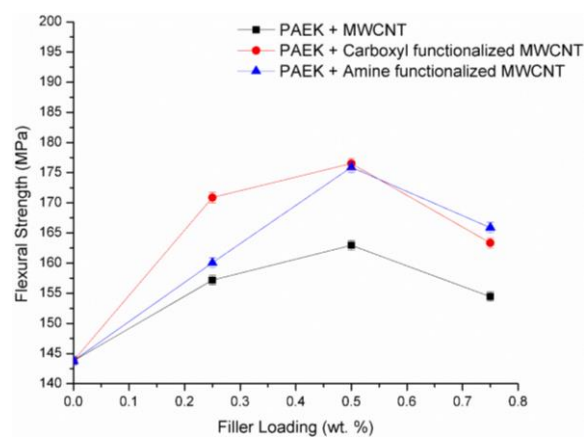 PAEK + MWCNT
PAEK + Carboxyl functionalized MWCNT
PAEK + Amine functionalized MWCNT
Flexural Strength (MPa)
200
195
190
185
180
175
170
165
160
155
150
145
140
0.0 0.1 0.2 0.3 0.4 0.5 0.6 0.7 0.8
Filler Loading (wt. %)